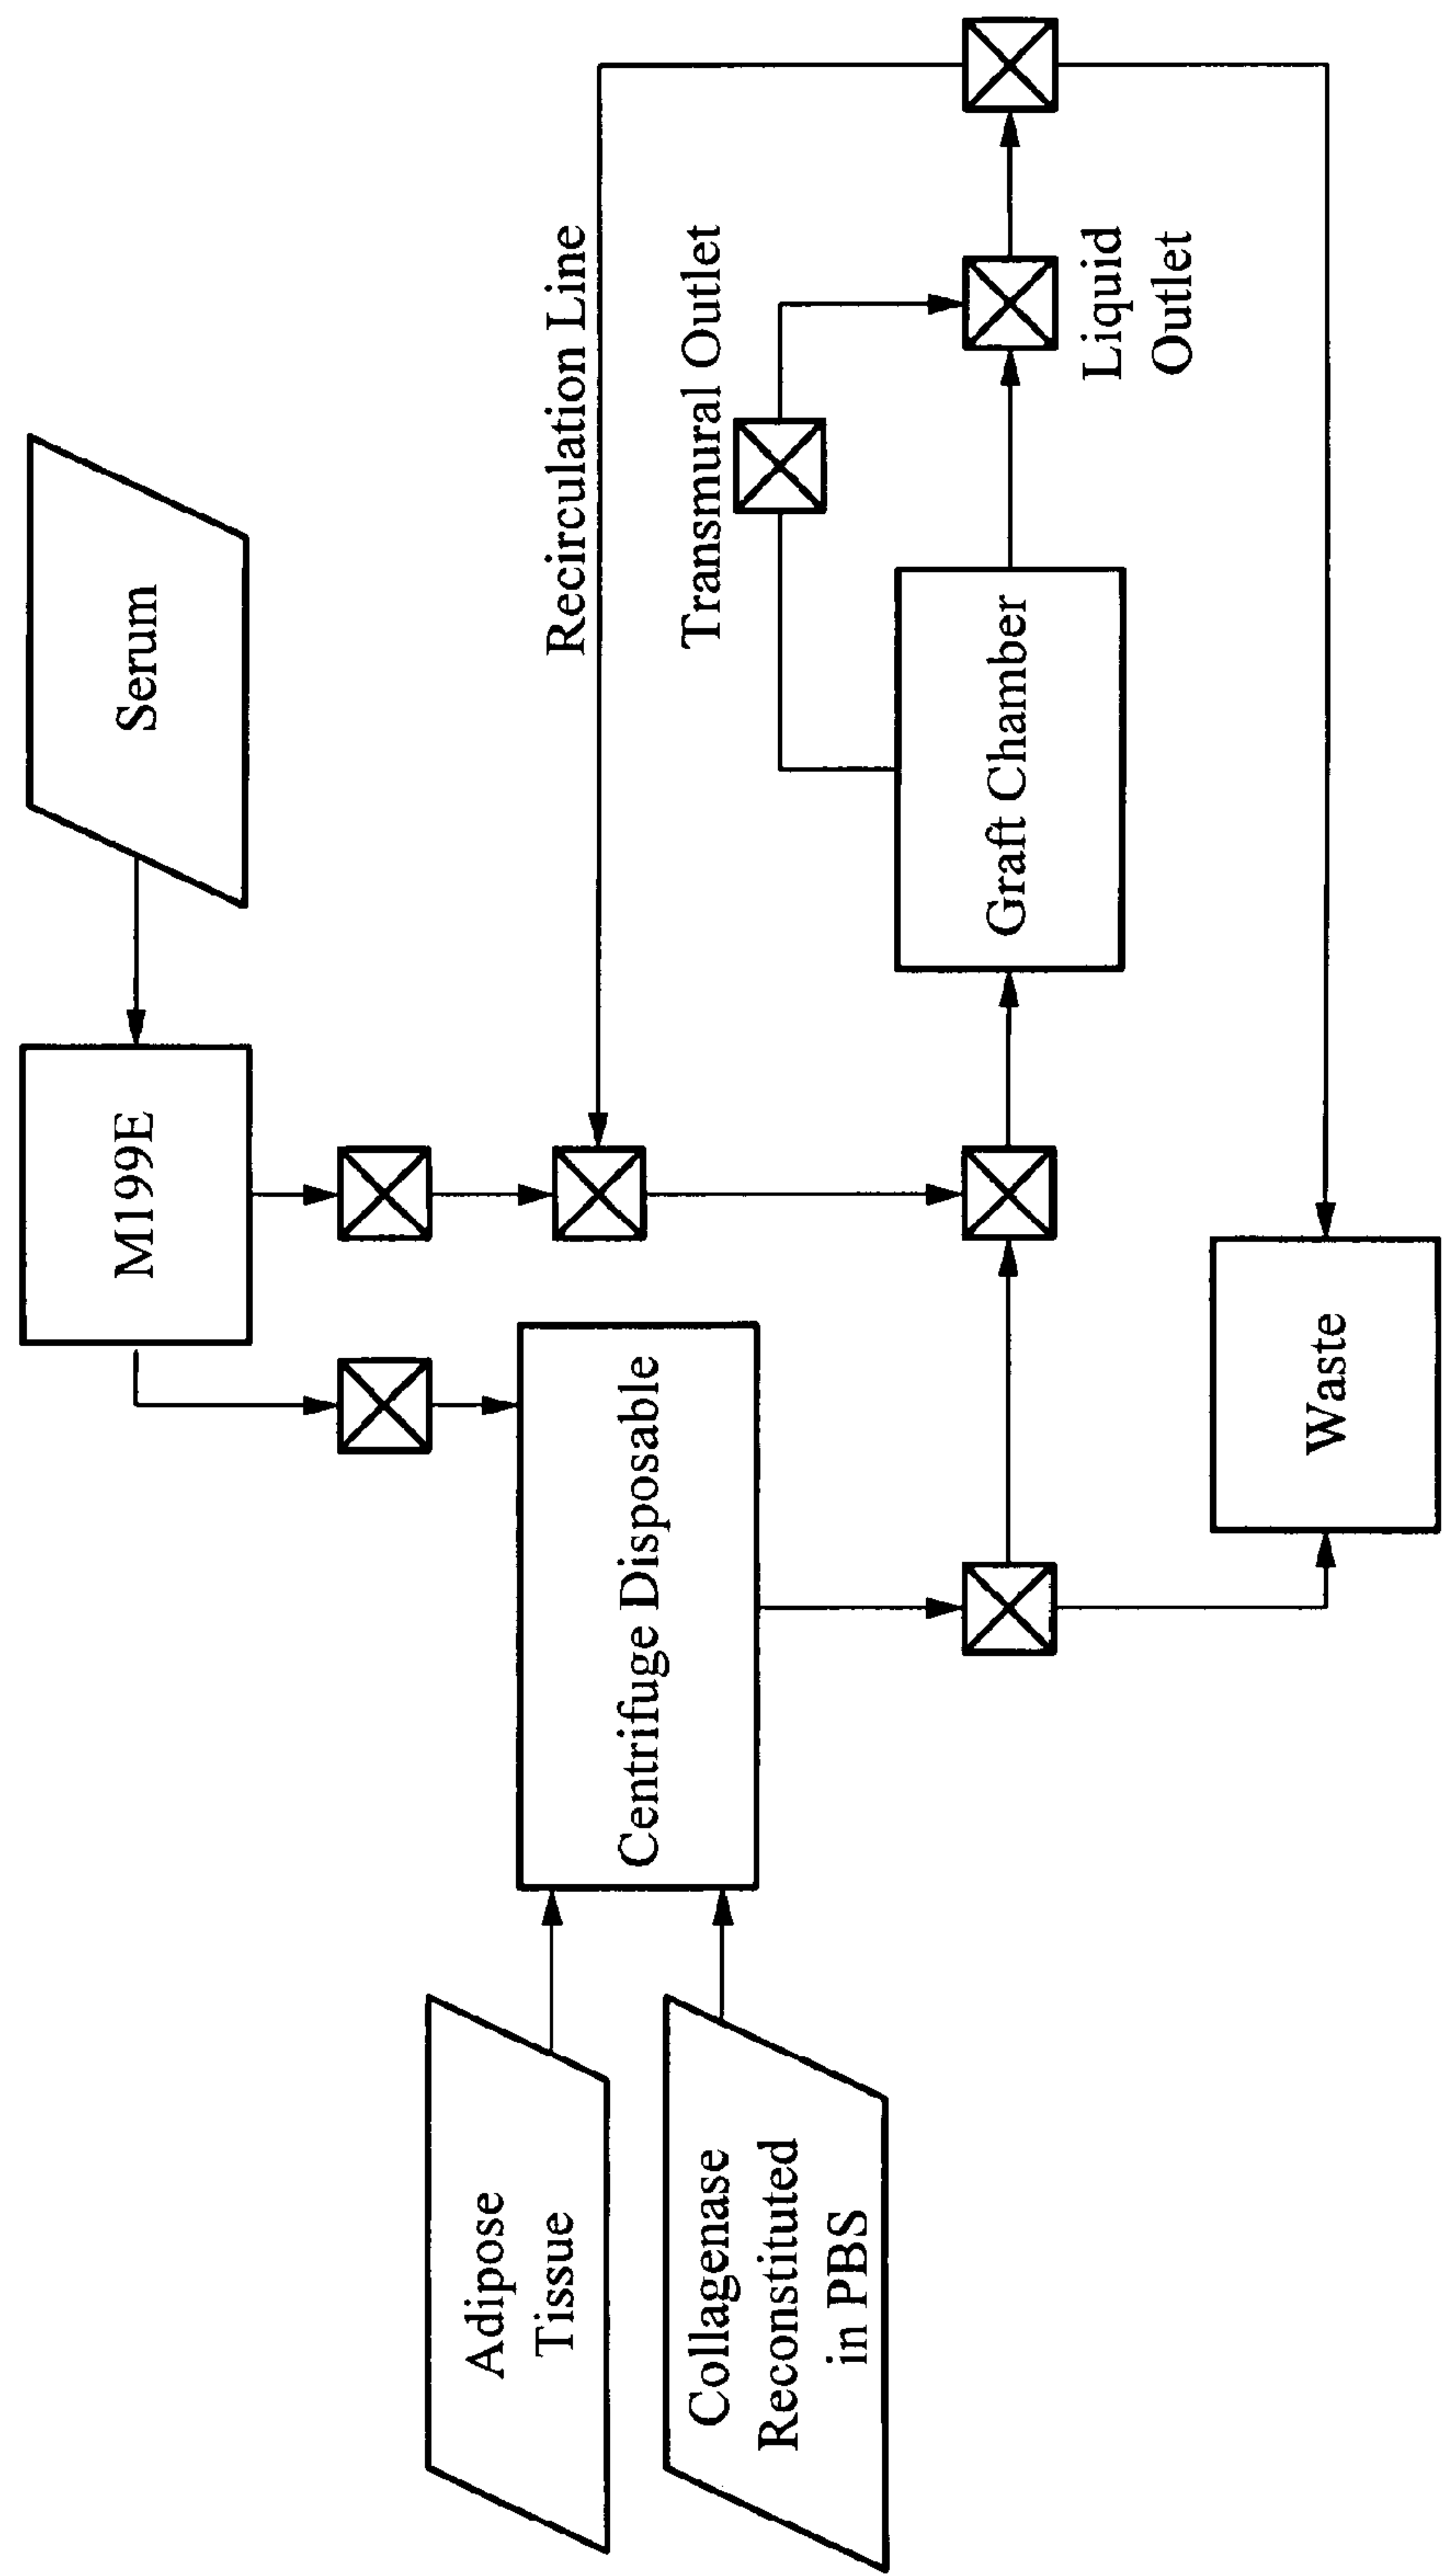 Serum
M199E
Recirculation Line
Transmural Outlet
Adipose
Tissue
Centrifuge Disposable
Liquid
Outlet
Collagenase
Reconstituted
in PBS
Graft Chamber
Waste